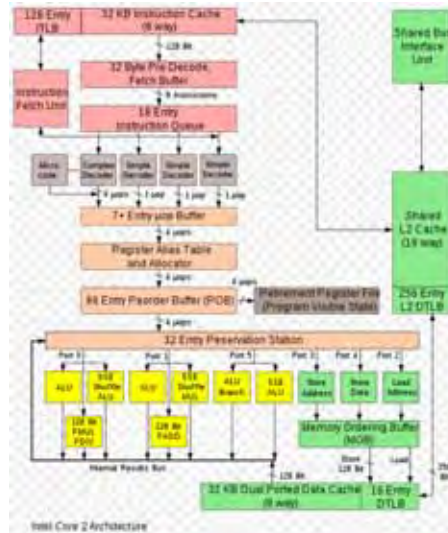 128 Entry
ITLB
32 KB Instruction Cache
(8 way)
128 Bit
32 Byte Pre-Decode,
Fetch Buffer
Instruction
Fetch Unit
6 Instructions
18 Entry
Instruction Queue
Micro-
code
Complex
Decoder
Simple
Decoder
Simple
Decoder
Simple
Decoder
4 µops
1 µop
1 µop
1 µop
7+ Entry µop Buffer
4 µops
Register Alias Table
and Allocator
4 µops
4 µops
96 Entry Reorder Buffer (ROB)
Retirement Register File
(Program Visible State)
4 µops
32 Entry Reservation Station
Port 0
Port 1
Port 5
Port 3
Port 4
Port 2
ALU
SSE
Shuffle
ALU
ALU
SSE
Shuffle
MUL
ALU
Branch
SSE
ALU
Store
Address
Store
Data
Load
Address
128 Bit
FMUL
FDIV
128 Bit
FADD
Internal Results Bus
Memory Ordering Buffer
(MOB)
Store
128 Bit
Load
128 Bit
32 KB Dual Ported Data Cache
(8 way)
16 Entry
DTLB
Shared Bus
Interface
Unit
Shared
L2 Cache
(16 way)
256 Entry
L2 DTLB
Intel Core 2 Architecture